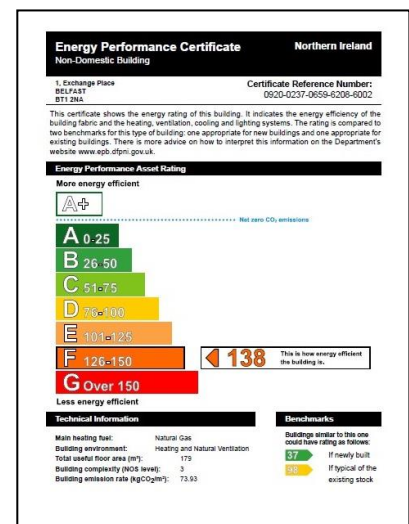 Energy Performance Certificate
Northern Ireland
Non-Domestic Building
1, Exchange Place
BELFAST
BT1 2NA
Certificate Reference Number:
0920-0237-0659-6208-6002
This certificate shows the energy rating of this building. It indicates the energy efficiency of the
building fabric and the heating, ventilation, cooling and lighting systems. The rating is compared to
two benchmarks for this type of building: one appropriate for new buildings and one appropriate for
existing buildings. There is more advice on how to interpret this information on the Department's
website www.epb.dfpni.gov.uk.
Energy Performance Asset Rating
More energy efficient
A+
Net zero CO₂ emissions
A 0-25
B 26-50
C 51-75
D 76-100
E 101-125
F 126-150
138
This is how energy efficient
the building is.
G Over 150
Less energy efficient
Technical Information
Main heating fuel: Natural Gas
Building environment: Heating and Natural Ventilation
Total useful floor area (m²): 179
Building complexity (NOS level): 3
Building emission rate (kgCO₂/m²): 73.93
Benchmarks
Buildings similar to this one
could have rating as follows:
37 If newly built
98 If typical of the
existing stock